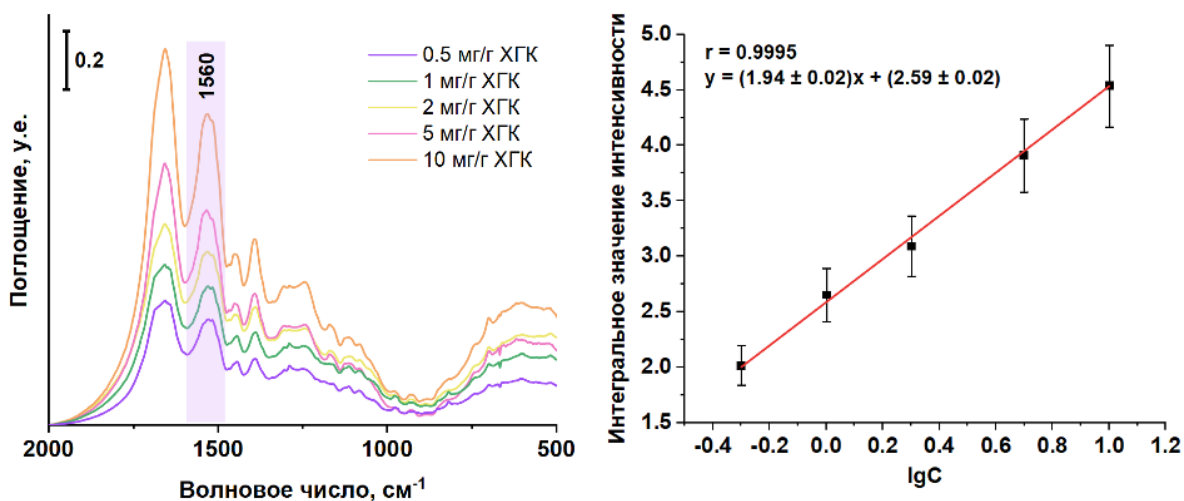 0.2
1560
0.5 мг/г ХГК
1 мг/г ХГК
2 мг/г ХГК
5 мг/г ХГК
10 мг/г ХГК
Поглощение, у.е.
2000 1500 1000 500
Волновое число, см⁻¹
r = 0.9995
y = (1.94 ± 0.02)x + (2.59 ± 0.02)
Интегральное значение интенсивности
5.0
4.5
4.0
3.5
3.0
2.5
2.0
1.5
-0.4 -0.2 0.0 0.2 0.4 0.6 0.8 1.0 1.2
lgC